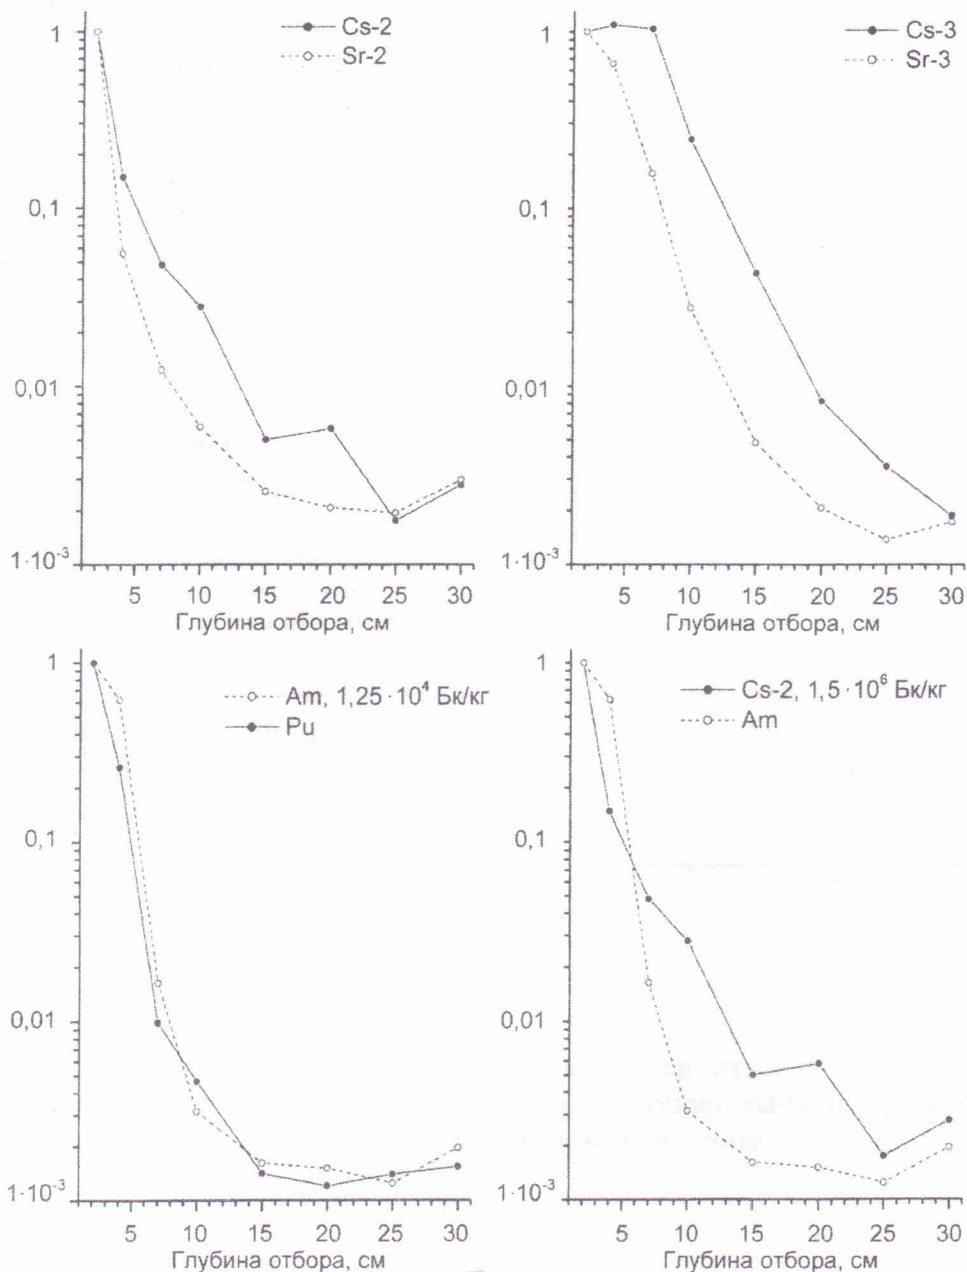 Cs-2
Sr-2
1
0,1
0,01
1·10⁻³
5 10 15 20 25 30
Глубина отбора, см
Cs-3
Sr-3
1
0,1
0,01
1·10⁻³
5 10 15 20 25 30
Глубина отбора, см
Am, 1,25·10⁴ Бк/кг
Pu
1
0,1
0,01
1·10⁻³
5 10 15 20 25 30
Глубина отбора, см
Cs-2, 1,5·10⁶ Бк/кг
Am
1
0,1
0,01
1·10⁻³
5 10 15 20 25 30
Глубина отбора, см